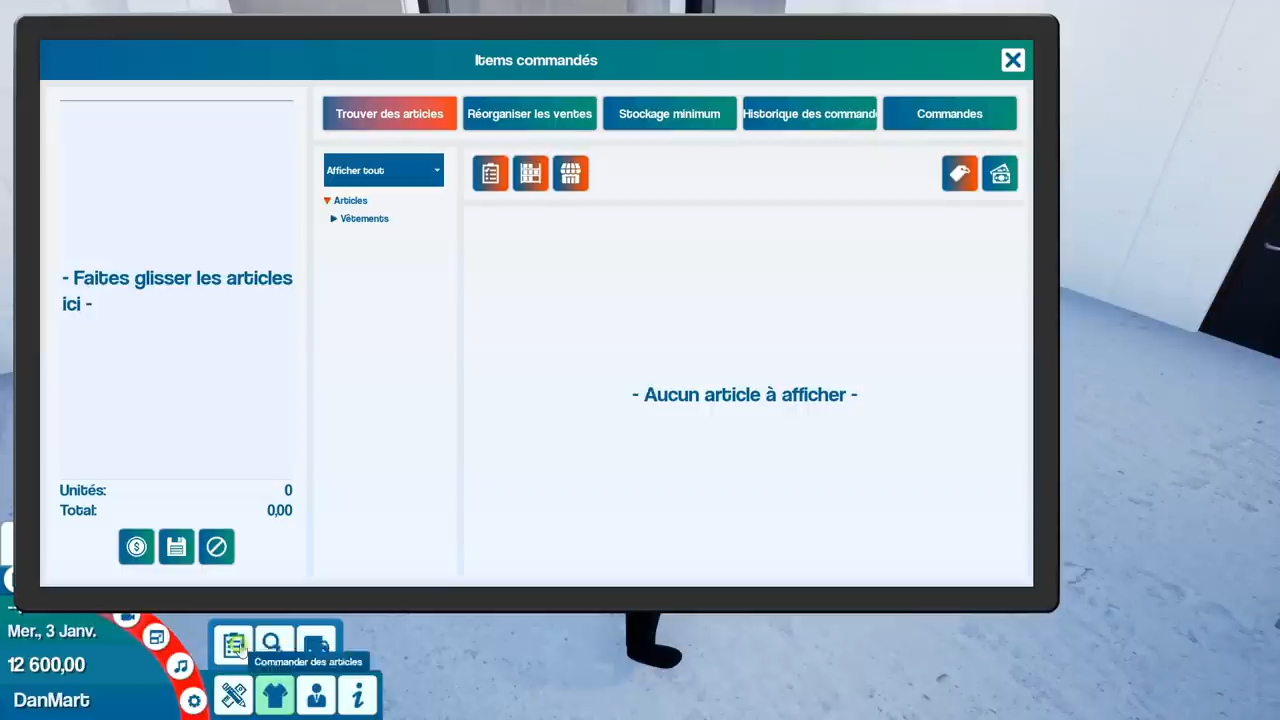 Items commandés
Trouver des articles
Réorganiser les ventes
Stockage minimum
Historique des command
Commandes
Afficher tout
Articles
Vêtements
- Faites glisser les articles
ici -
- Aucun article à afficher -
Unités: 0
Total: 0,00
Mer., 3 Janv.
12 600,00
DanMart
Commander des articles